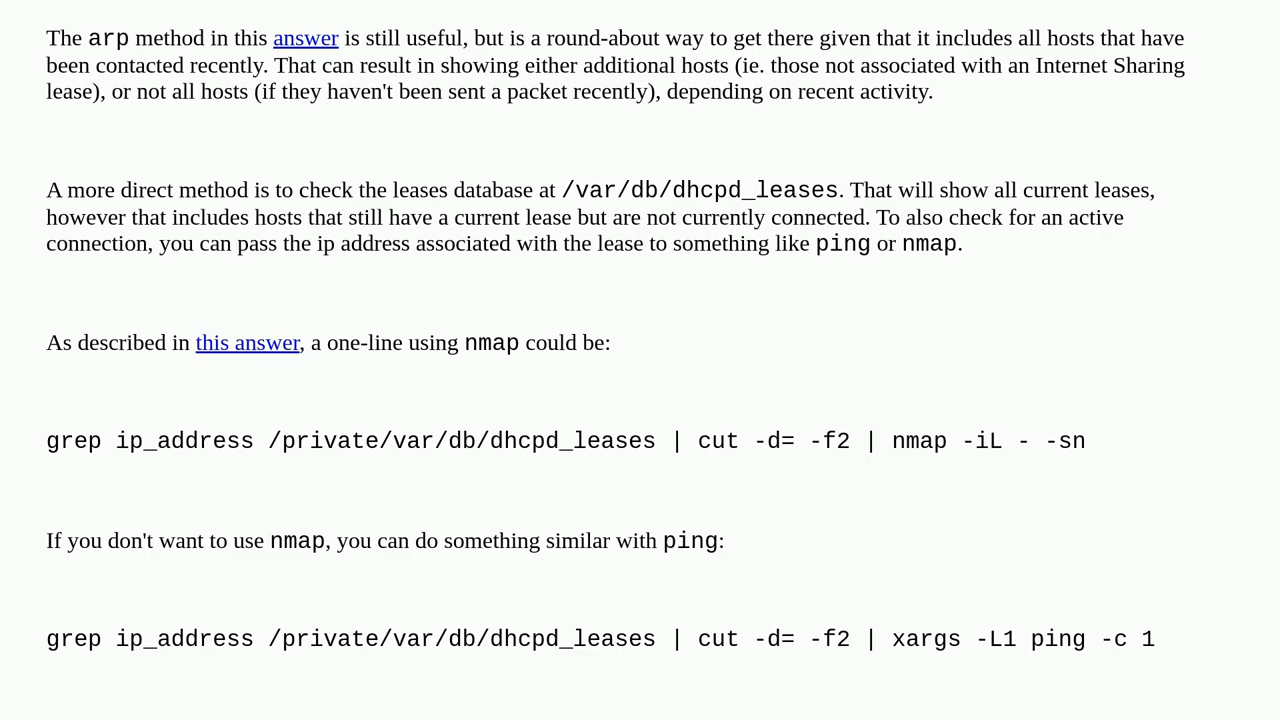 The arp method in this answer is still useful, but is a round-about way to get there given that it includes all hosts that have
been contacted recently. That can result in showing either additional hosts (ie. those not associated with an Internet Sharing
lease), or not all hosts (if they haven't been sent a packet recently), depending on recent activity.
A more direct method is to check the leases database at /var/db/dhcpd_leases. That will show all current leases,
however that includes hosts that still have a current lease but are not currently connected. To also check for an active
connection, you can pass the ip address associated with the lease to something like ping or nmap.
As described in this answer, a one-line using nmap could be:
grep ip_address /private/var/db/dhcpd_leases | cut -d= -f2 | nmap -iL - -sn
If you don't want to use nmap, you can do something similar with ping:
grep ip_address /private/var/db/dhcpd_leases | cut -d= -f2 | xargs -L1 ping -c 1